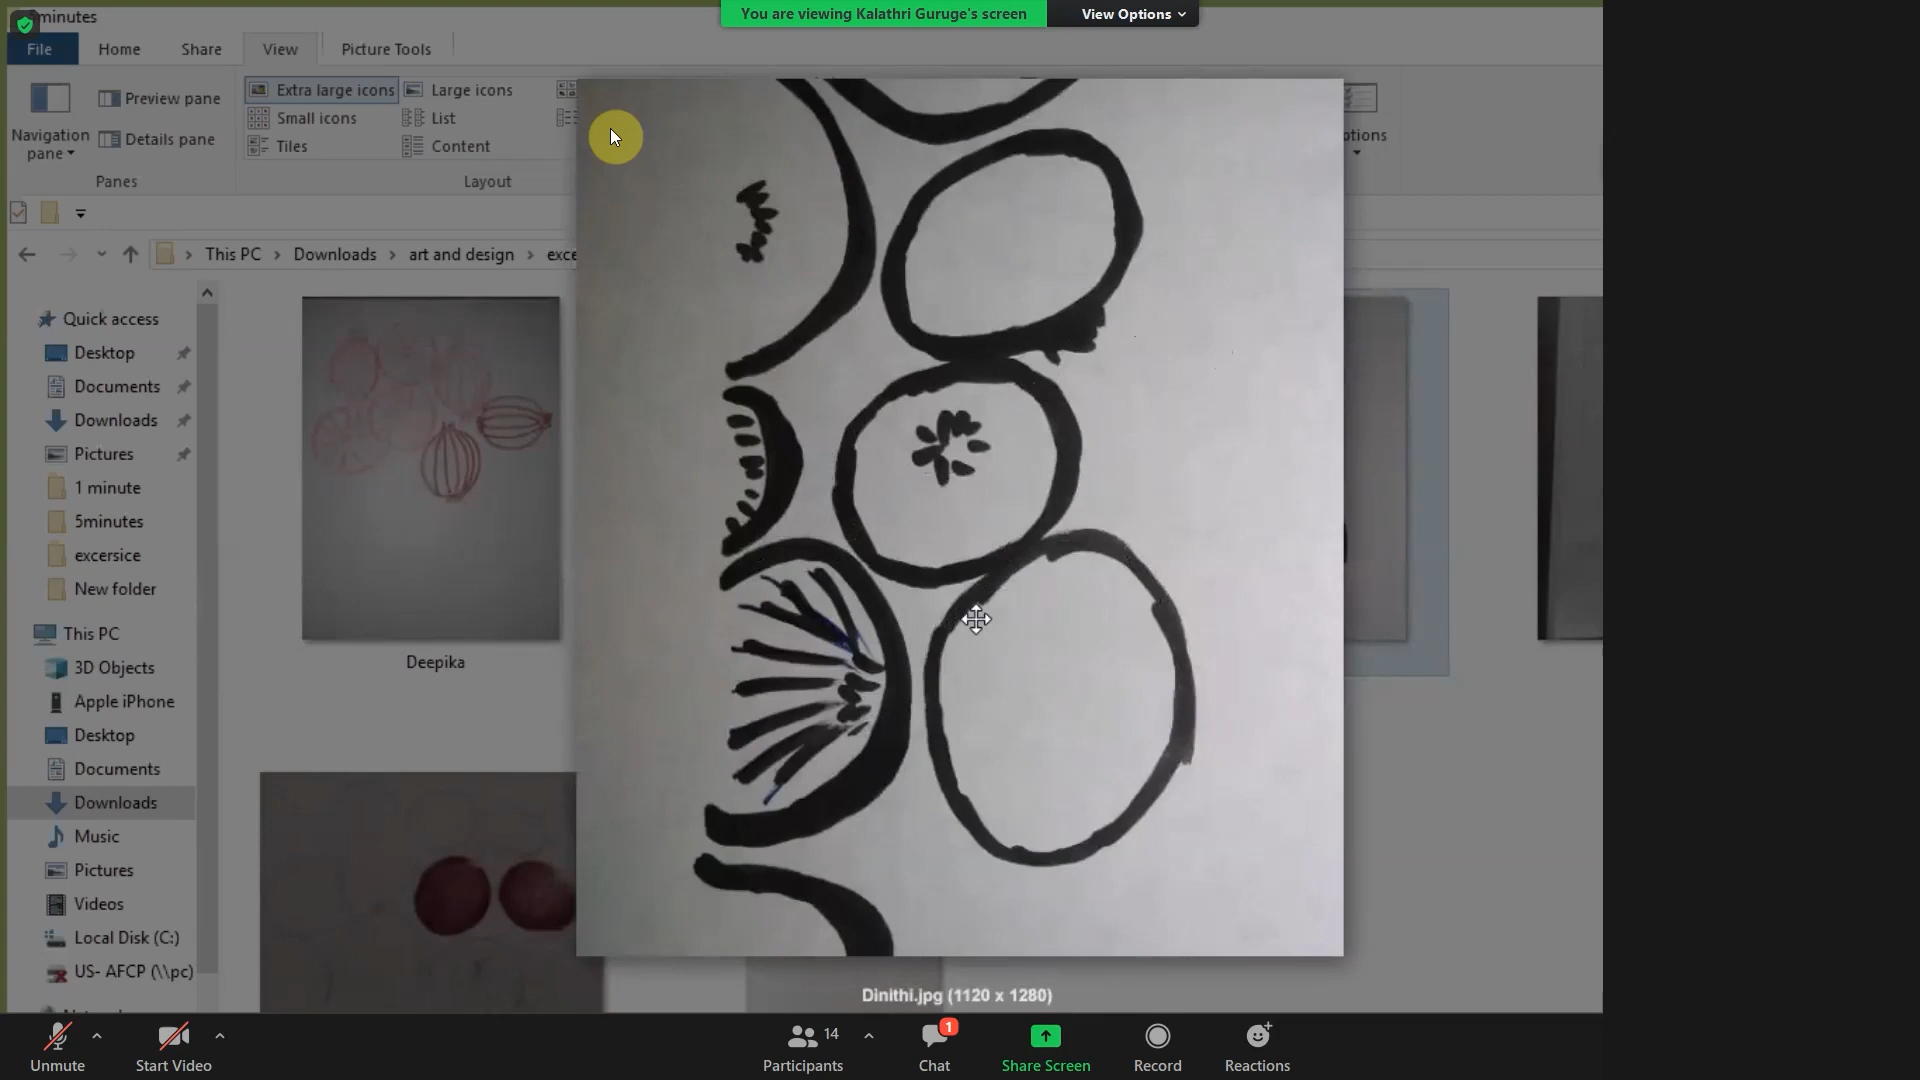 5minutes
You are viewing Kalathri Guruge's screen
View Options
File
Home
Share
View
Picture Tools
Navigation pane
Preview pane
Details pane
Panes
Extra large icons
Large icons
Small icons
List
Tiles
Content
Layout
This PC
Downloads
art and design
Quick access
Desktop
Documents
Downloads
Pictures
1 minute
5minutes
excersice
New folder
This PC
3D Objects
Apple iPhone
Desktop
Documents
Downloads
Music
Pictures
Videos
Local Disk (C:)
US- AFCP (\\pc)
Deepika
Dinithi.jpg (1120 x 1280)
Unmute
Start Video
14
Participants
1
Chat
Share Screen
Record
Reactions